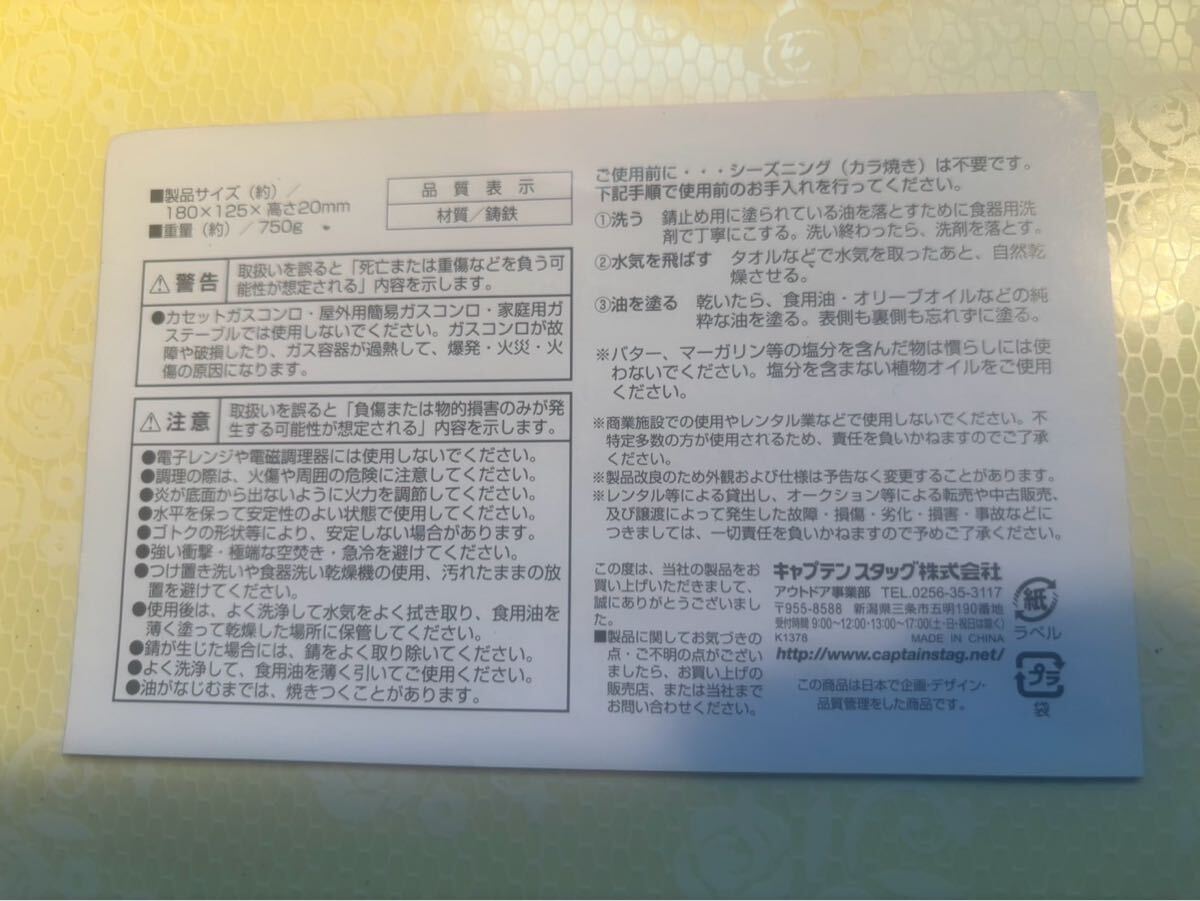 ■製品サイズ（約）／
180×125×高さ20mm
■重量（約）／750g
品質表示
材質／鋳鉄
⚠警告
取扱いを誤ると「死亡または重傷などを負う可
能性が想定される」内容を示します。
●カセットガスコンロ・屋外用簡易ガスコンロ・家庭用ガ
ステーブルでは使用しないでください。ガスコンロが故
障や破損したり、ガス容器が過熱して、爆発・火災・火
傷の原因になります。
⚠注意
取扱いを誤ると「負傷または物的損害のみが発
生する可能性が想定される」内容を示します。
●電子レンジや電磁調理器には使用しないでください。
●調理の際は、火傷や周囲の危険に注意してください。
●炎が底面から出ないように火力を調節してください。
●水平を保って安定性のよい状態で使用してください。
●ゴトクの形状等により、安定しない場合があります。
●強い衝撃・極端な空焚き・急冷を避けてください。
●つけ置き洗いや食器洗い乾燥機の使用、汚れたままの放
置を避けてください。
●使用後は、よく洗浄して水気をよく拭き取り、食用油を
薄く塗って乾燥した場所に保管してください。
●錆が生じた場合には、錆をよく取り除いてください。
●よく洗浄して、食用油を薄く引いてご使用ください。
●油がなじむまでは、焼きつくことがあります。
ご使用前に・・・シーズニング（カラ焼き）は不要です。
下記手順で使用前のお手入れを行ってください。
①洗う 錆止め用に塗られている油を落とすために食器用洗
剤で丁寧にこする。洗い終わったら、洗剤を落とす。
②水気を飛ばす タオルなどで水気を取ったあと、自然乾
燥させる。
③油を塗る 乾いたら、食用油・オリーブオイルなどの純
粋な油を塗る。表側も裏側も忘れずに塗る。
※バター、マーガリン等の塩分を含んだ物は慣らしには使
わないでください。塩分を含まない植物オイルをご使用
ください。
※商業施設での使用やレンタル業などで使用しないでください。不
特定多数の方が使用されるため、責任を負いかねますのでご了承
ください。
※製品改良のため外観および仕様は予告なく変更することがあります。
※レンタル等による貸出し、オークション等による転売や中古販売、
及び譲渡によって発生した故障・損傷・劣化・損害・事故などに
つきましては、一切責任を負いかねますので予めご了承ください。
この度は、当社の製品をお
買い上げいただきまして、
誠にありがとうございまし
た。
■製品に関してお気づきの
点・ご不明の点がござい
ましたら、お買い上げの
販売店、または当社まで
お問い合わせください。
キャプテンスタッグ株式会社
アウトドア事業部 TEL.0256-35-3117
〒955-8588 新潟県三条市五明190番地
受付時間 9:00〜12:00・13:00〜17:00(土・日・祝日は除く)
K1378 MADE IN CHINA
http://www.captainstag.net/
この商品は日本で企画・デザイン・
品質管理をした商品です。
紙
ラベル
プラ
袋